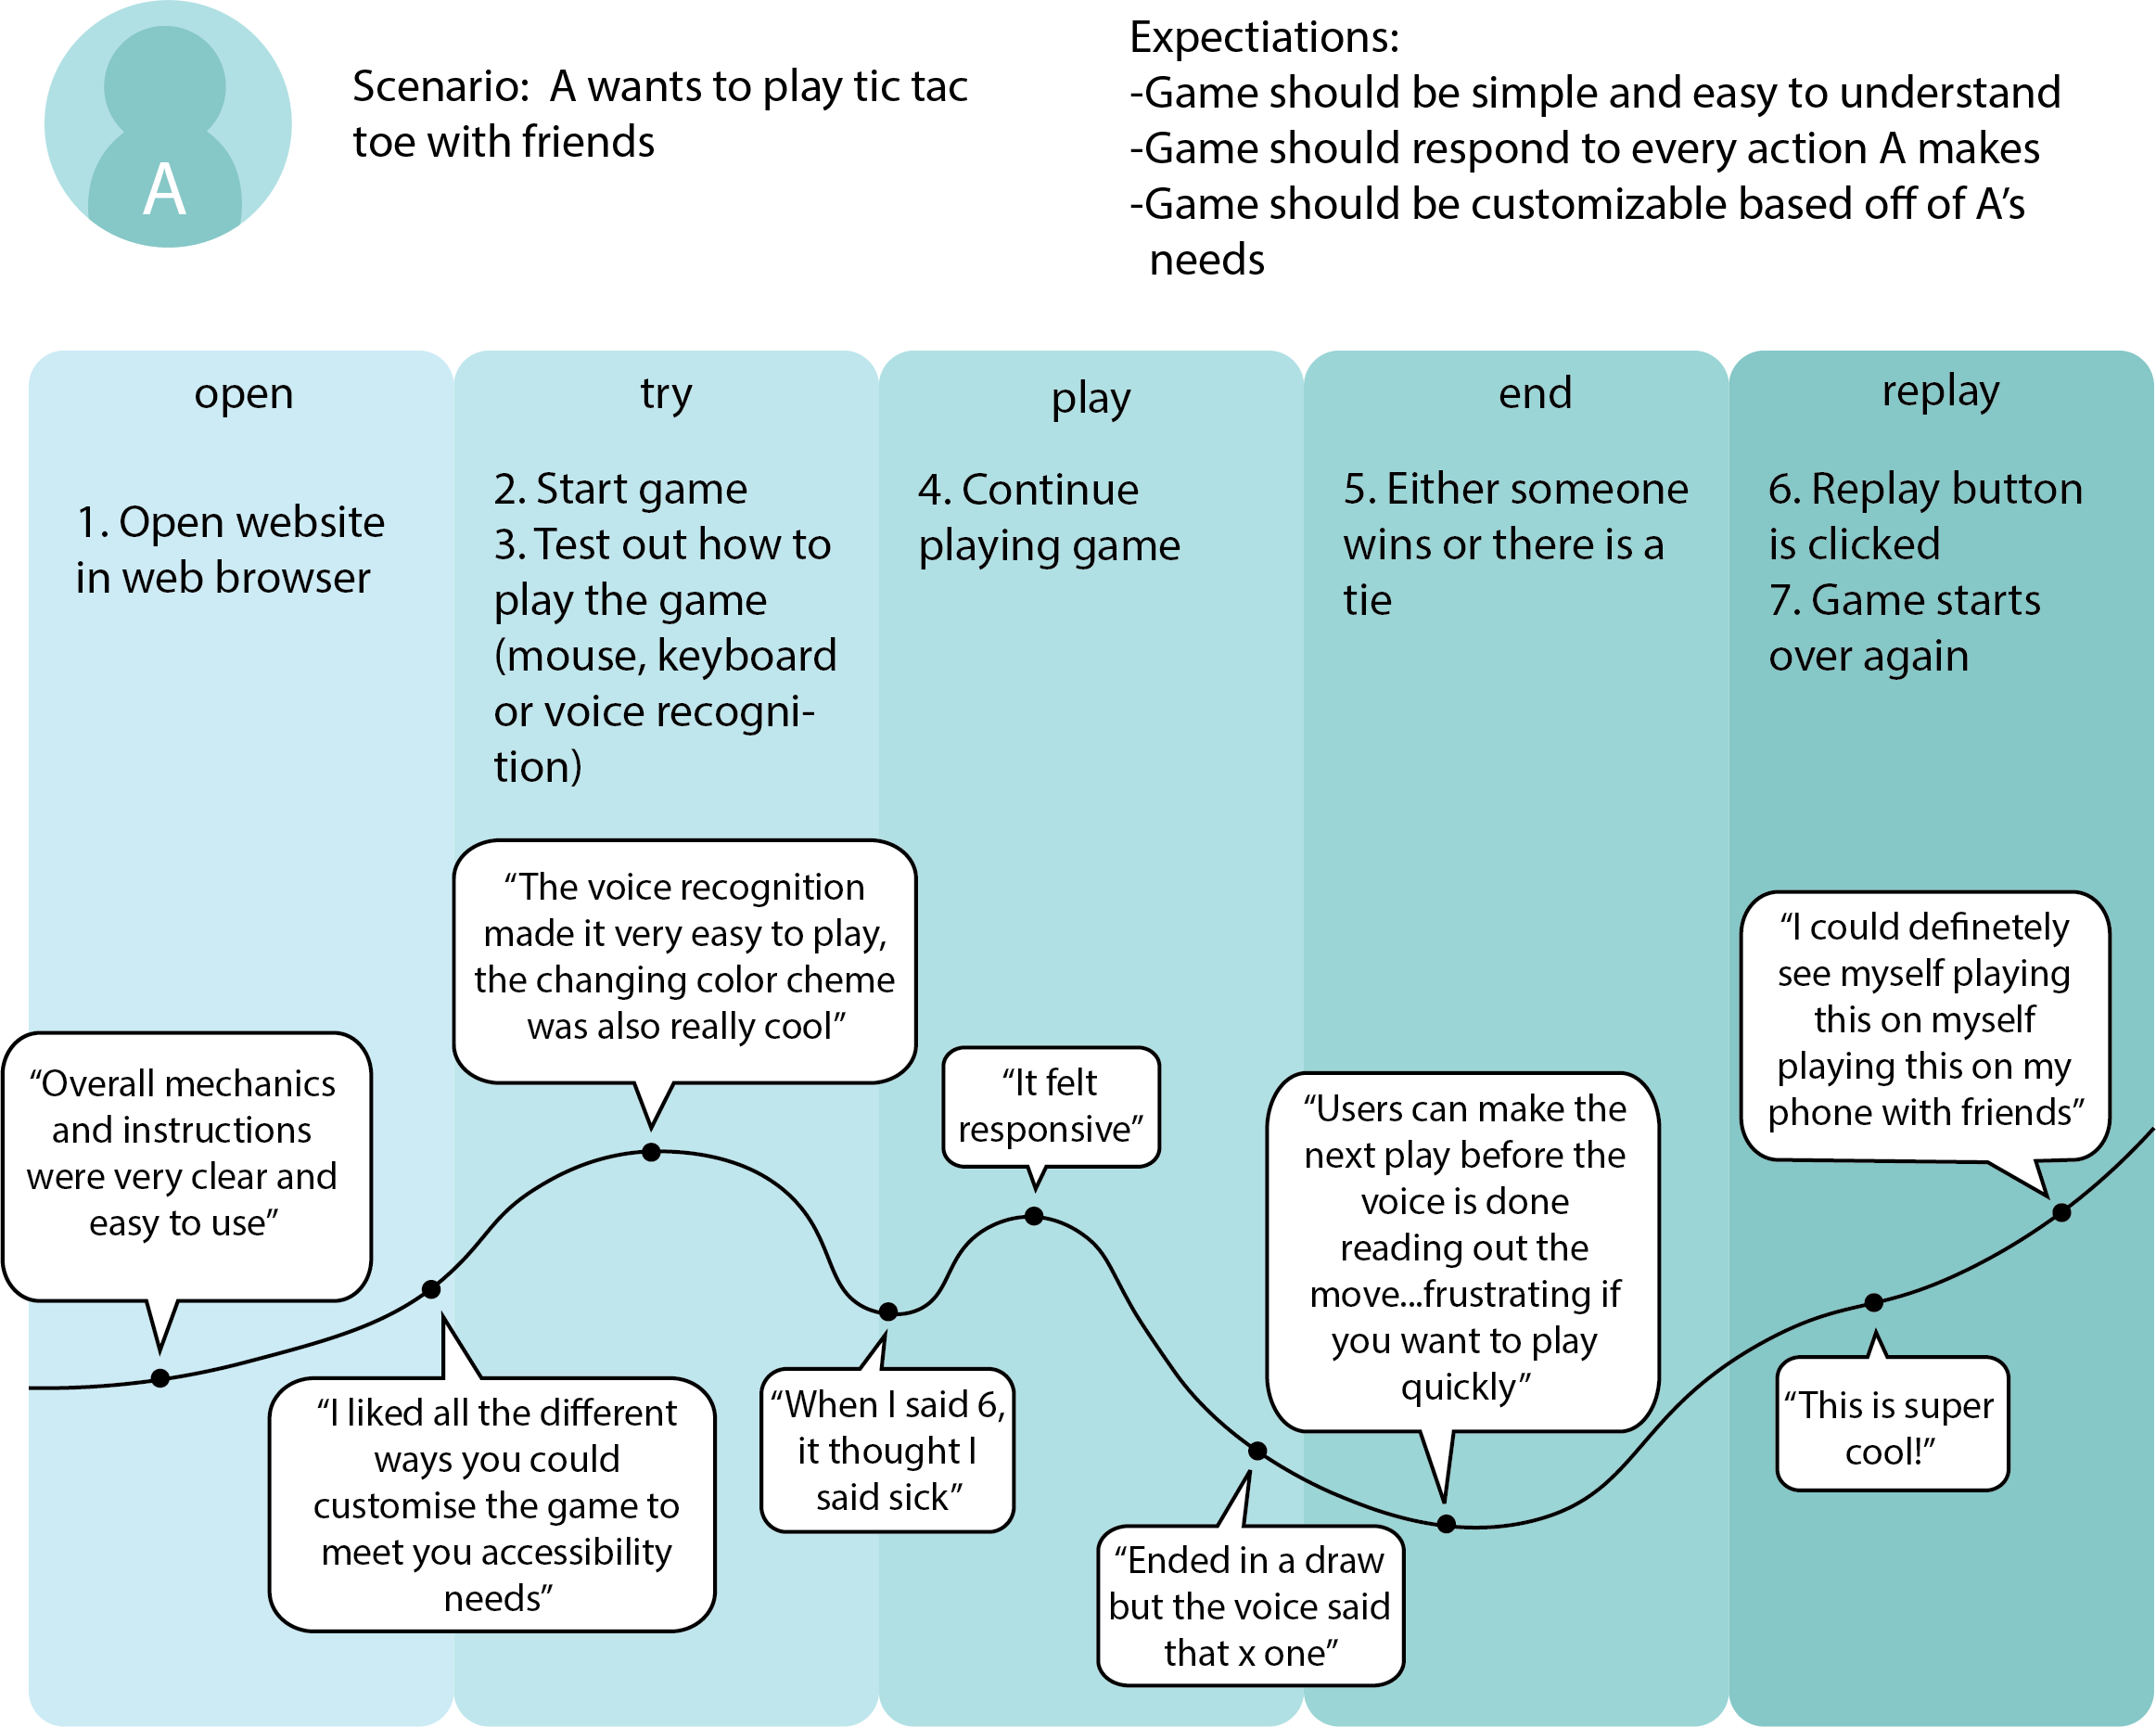 A
Scenario:  A wants to play tic tac
toe with friends
Expectiations:
-Game should be simple and easy to understand
-Game should respond to every action A makes
-Game should be customizable based off of A’s
needs
open
1. Open website
in web browser
try
2. Start game
3. Test out how to
play the game
(mouse, keyboard
or voice recogni-
tion)
play
4. Continue
playing game
end
5. Either someone
wins or there is a
tie
replay
6. Replay button
is clicked
7. Game starts
over again
“Overall mechanics
and instructions
were very clear and
easy to use”
“I liked all the different
ways you could
customise the game to
meet you accessibility
needs”
“The voice recognition
made it very easy to play,
the changing color cheme
was also really cool”
“When I said 6,
it thought I
said sick”
“It felt
responsive”
“Ended in a draw
but the voice said
that x one”
“Users can make the
next play before the
voice is done
reading out the
move...frustrating if
you want to play
quickly”
“This is super
cool!”
“I could definetely
see myself playing
this on myself
playing this on my
phone with friends”